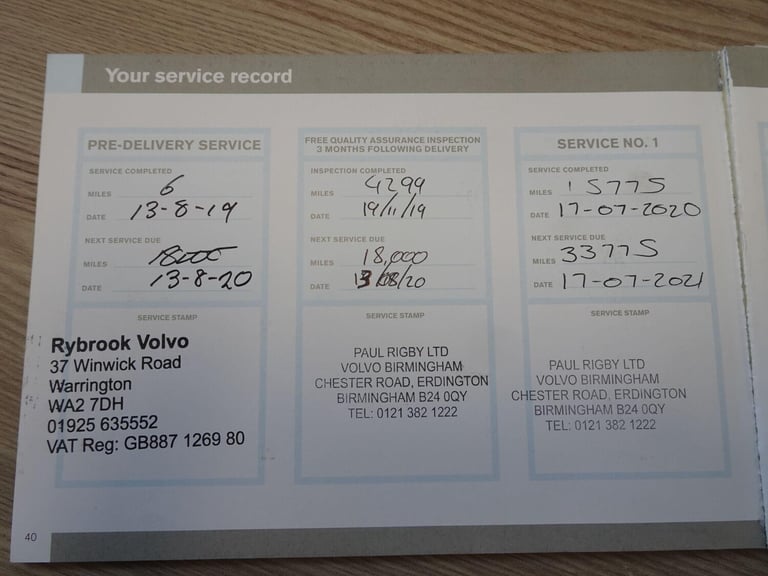 Your service record
PRE-DELIVERY SERVICE
SERVICE COMPLETED
MILES 6
DATE 13-8-19
NEXT SERVICE DUE
MILES 18000
DATE 13-8-20
SERVICE STAMP
Rybrook Volvo
37 Winwick Road
Warrington
WA2 7DH
01925 635552
VAT Reg: GB887 1269 80
FREE QUALITY ASSURANCE INSPECTION
3 MONTHS FOLLOWING DELIVERY
INSPECTION COMPLETED
MILES 4299
DATE 19/11/19
NEXT SERVICE DUE
MILES 18,000
DATE 13/08/20
SERVICE STAMP
PAUL RIGBY LTD
VOLVO BIRMINGHAM
CHESTER ROAD, ERDINGTON
BIRMINGHAM B24 0QY
TEL: 0121 382 1222
SERVICE NO. 1
SERVICE COMPLETED
MILES 15775
DATE 17-07-2020
NEXT SERVICE DUE
MILES 33775
DATE 17-07-2021
SERVICE STAMP
PAUL RIGBY LTD
VOLVO BIRMINGHAM
CHESTER ROAD, ERDINGTON
BIRMINGHAM B24 0QY
TEL: 0121 382 1222
40